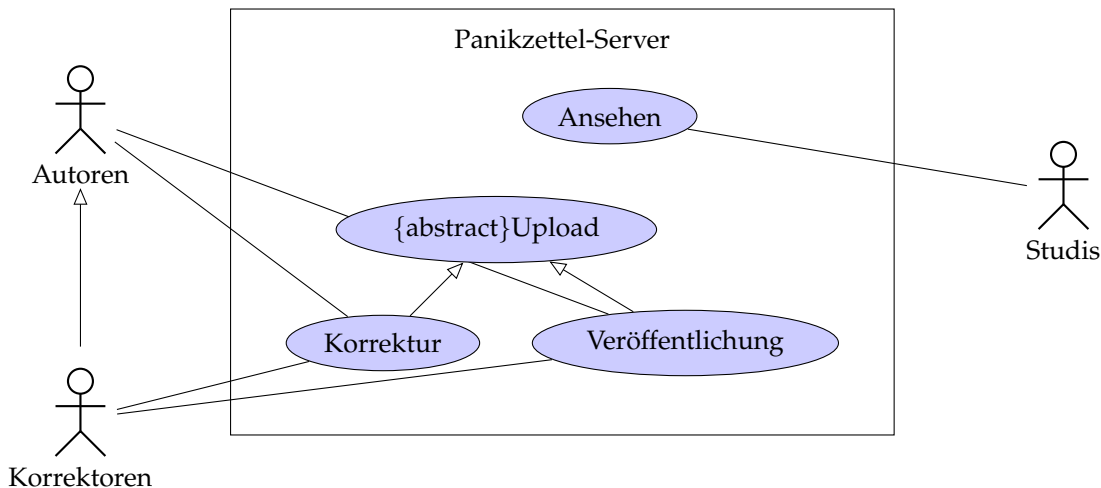 Panikzettel-Server
Ansehen
Autoren
{abstract}Upload
Studis
Korrektur
Veröffentlichung
Korrektoren